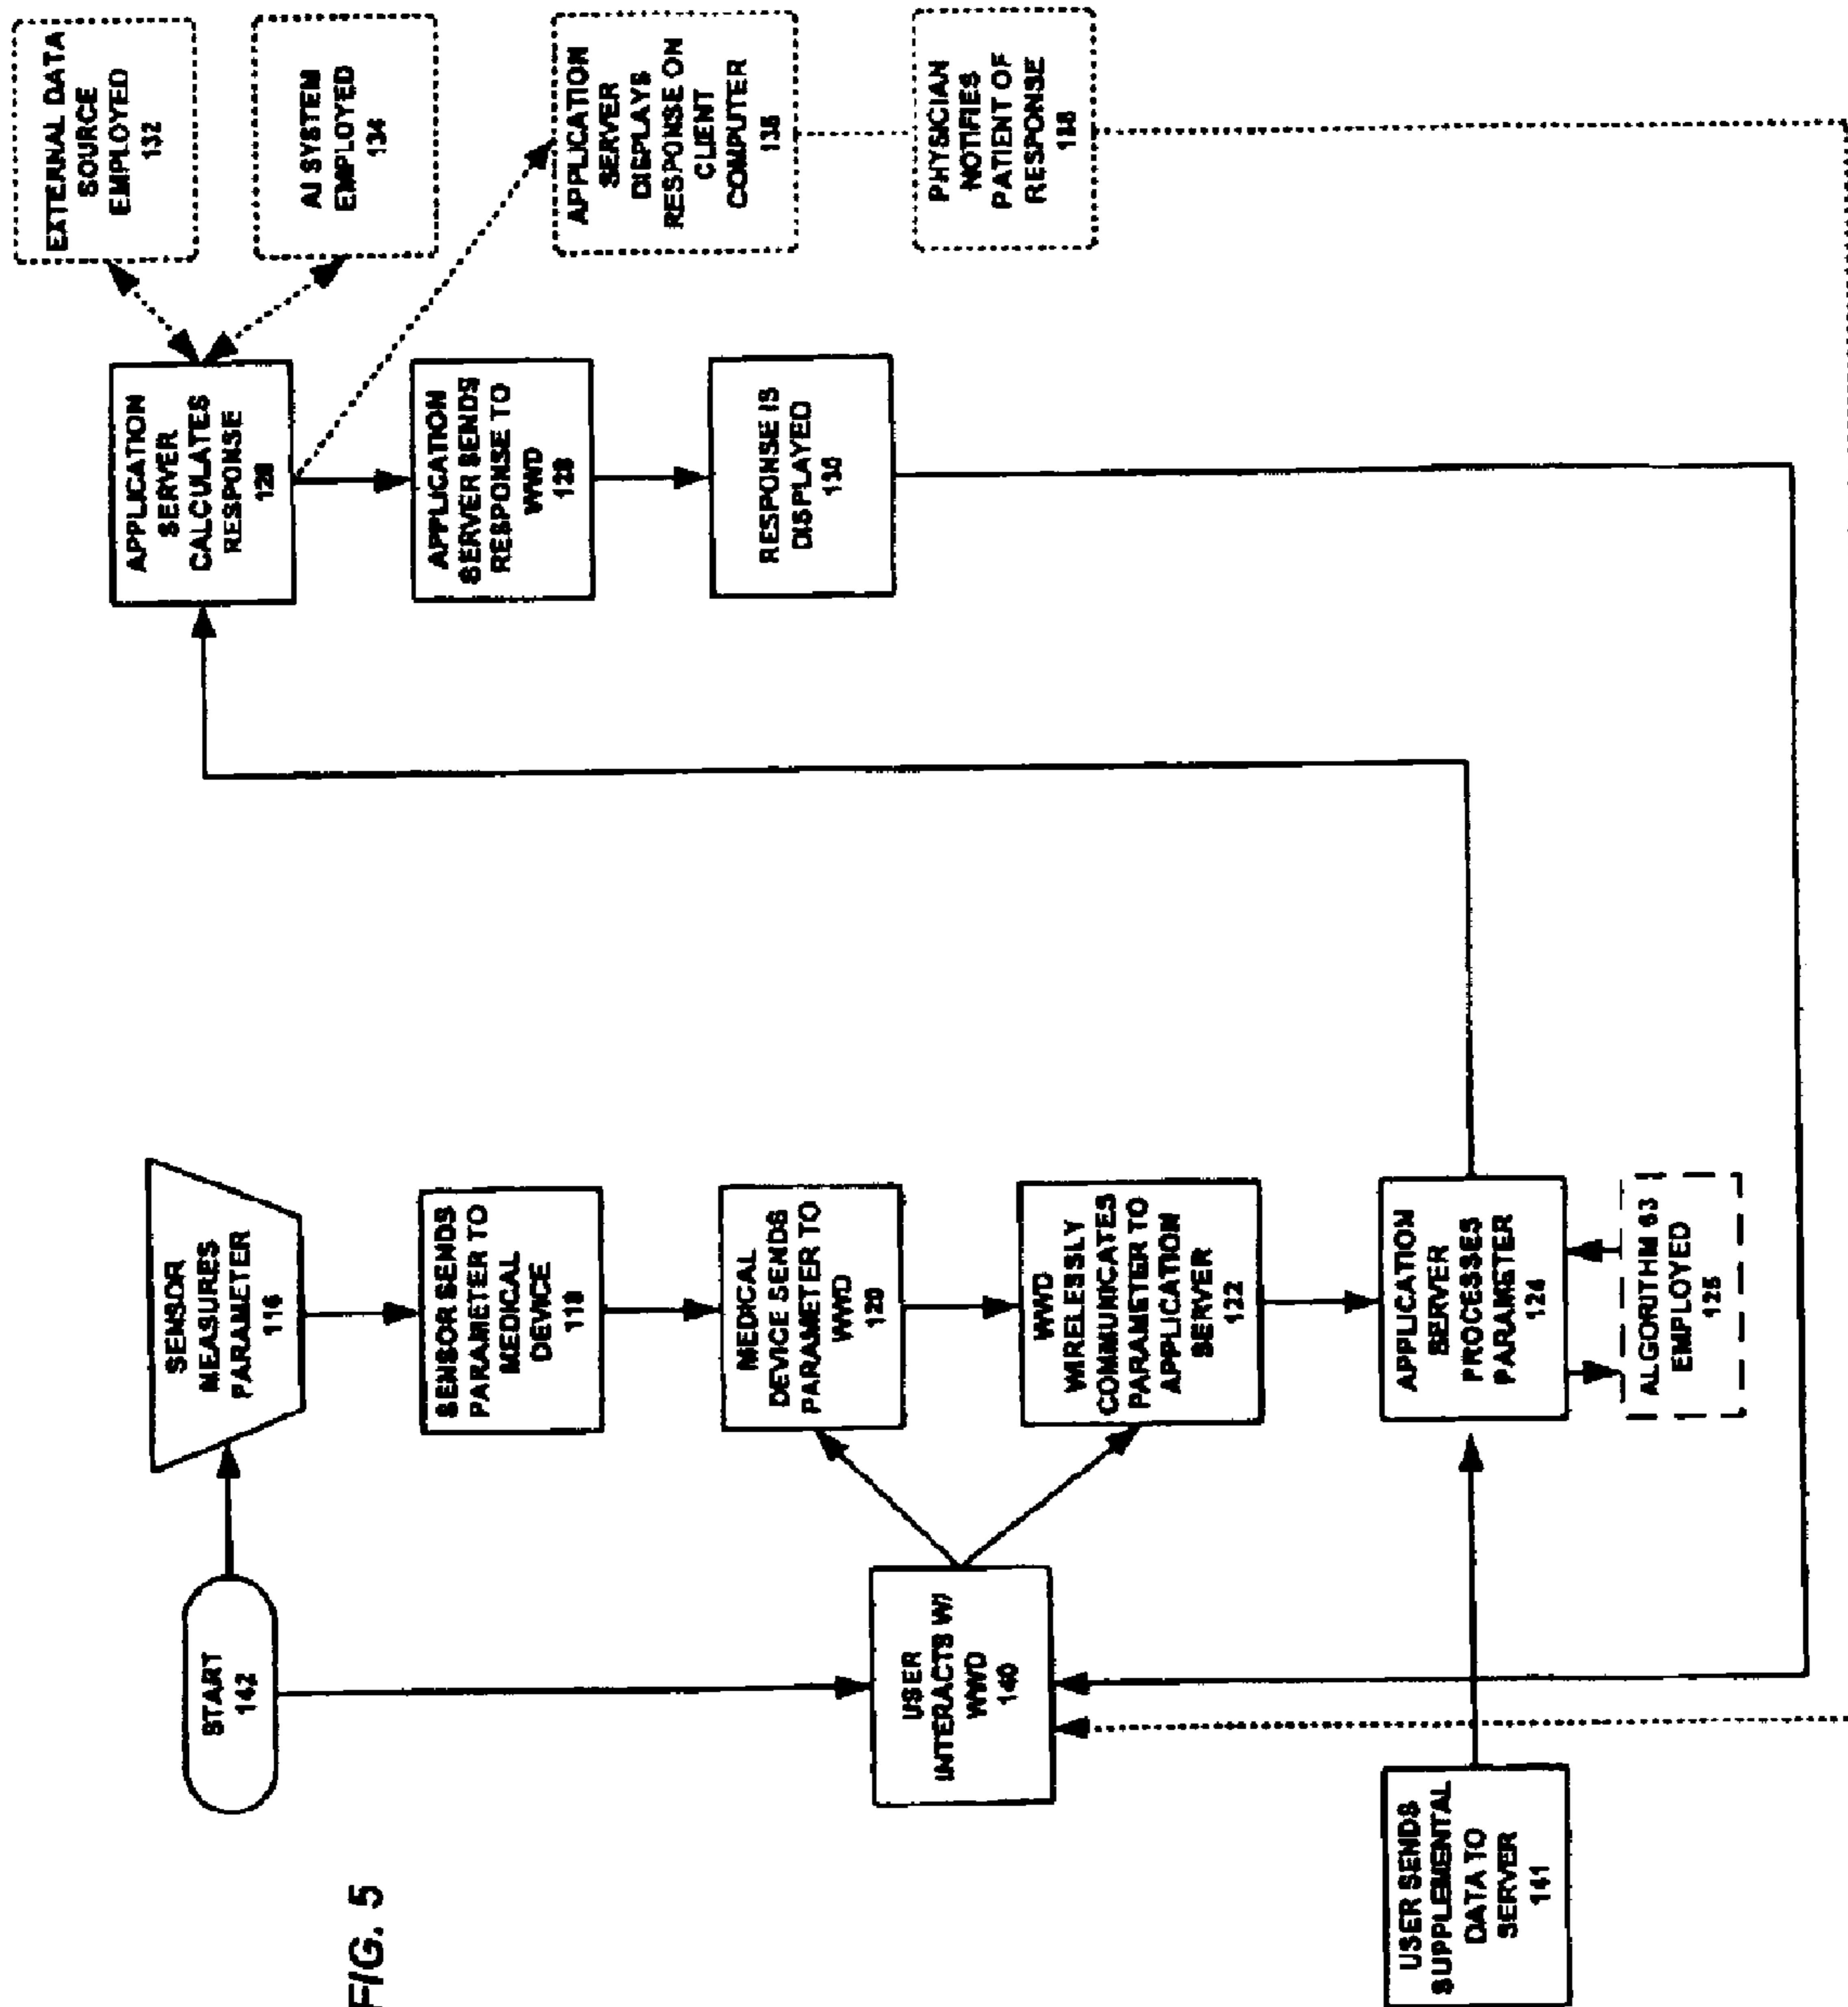 FIG. 5
START
142
SENSOR
MEASURES
PARAMETER
116
SENSOR SENDS
PARAMETER TO
MEDICAL
DEVICE
118
MEDICAL
DEVICE SENDS
PARAMETER TO
WWD
120
USER
INTERACTS W/
WWD
140
WWD
WIRELESSLY
COMMUNICATES
PARAMETER TO
APPLICATION
SERVER
122
USER SENDS
SUPPLEMENTAL
DATA TO
SERVER
141
APPLICATION
SERVER
PROCESSES
PARAMETER
124
ALGORITHM 63
EMPLOYED
125
APPLICATION
SERVER
CALCULATES
RESPONSE
APPLICATION
SERVER SENDS
RESPONSE TO
WWD
128
RESPONSE IS
DISPLAYED
130
EXTERNAL DATA
SOURCE
EMPLOYED
132
AI SYSTEM
EMPLOYED
134
APPLICATION
SERVER
DISPLAYS
RESPONSE ON
CLIENT
COMPUTER
PHYSICIAN
NOTIFIES
PATIENT OF
RESPONSE